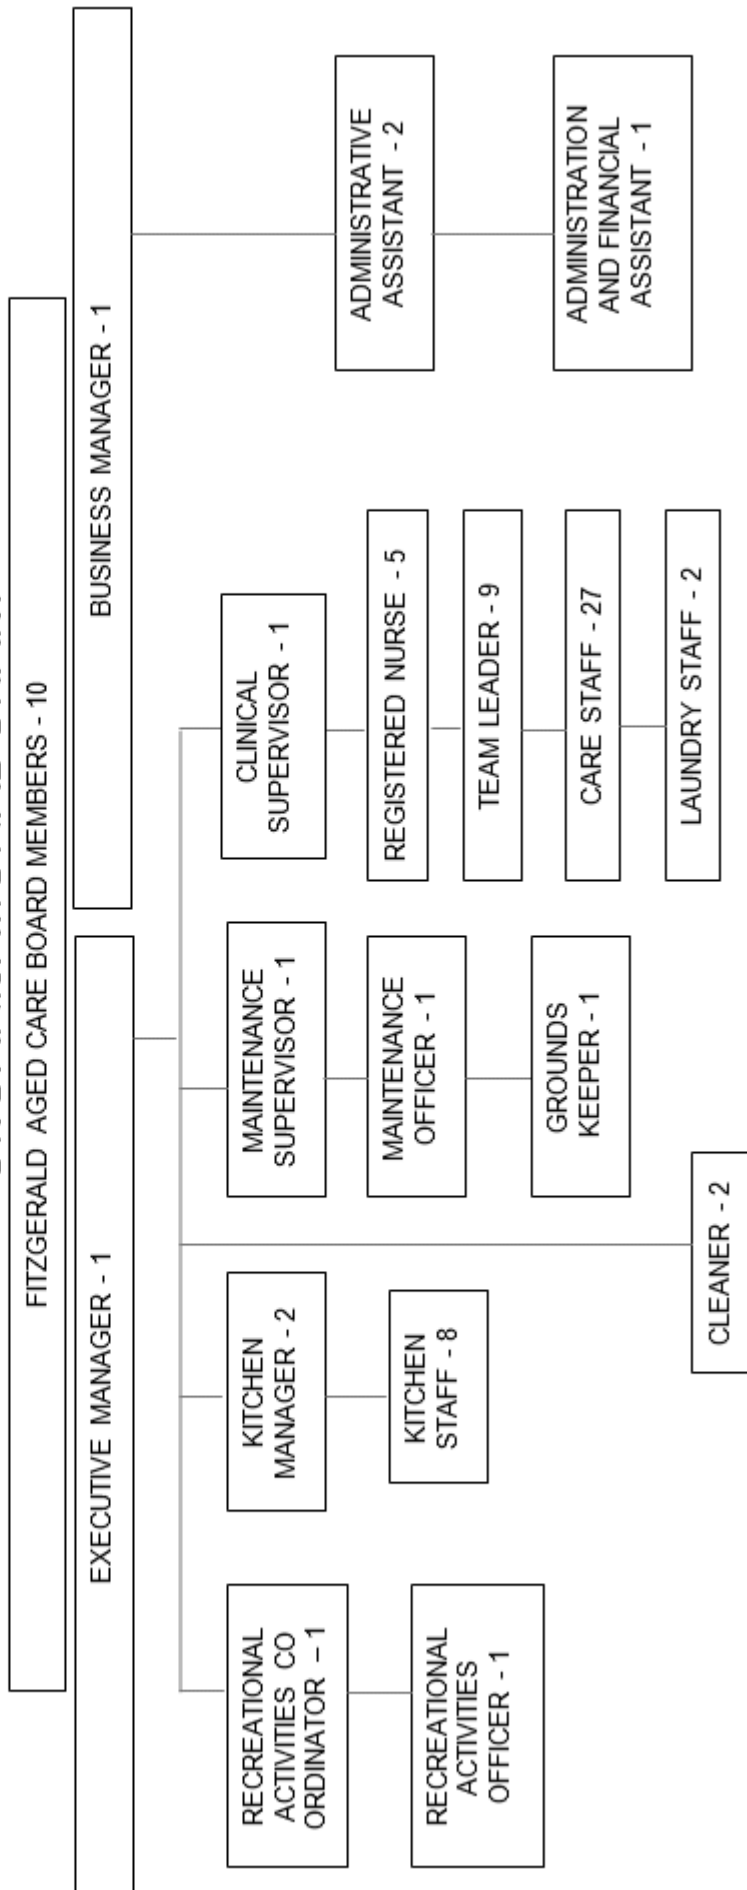 FITZGERALD AGED CARE BOARD MEMBERS - 10
EXECUTIVE MANAGER - 1
BUSINESS MANAGER - 1
RECREATIONAL
ACTIVITIES CO
ORDINATOR – 1
RECREATIONAL
ACTIVITIES
OFFICER - 1
KITCHEN
MANAGER - 2
KITCHEN
STAFF - 8
CLEANER - 2
MAINTENANCE
SUPERVISOR - 1
MAINTENANCE
OFFICER - 1
GROUNDS
KEEPER - 1
CLINICAL
SUPERVISOR - 1
REGISTERED NURSE - 5
TEAM LEADER - 9
CARE STAFF - 27
LAUNDRY STAFF - 2
ADMINISTRATIVE
ASSISTANT - 2
ADMINISTRATION
AND FINANCIAL
ASSISTANT - 1